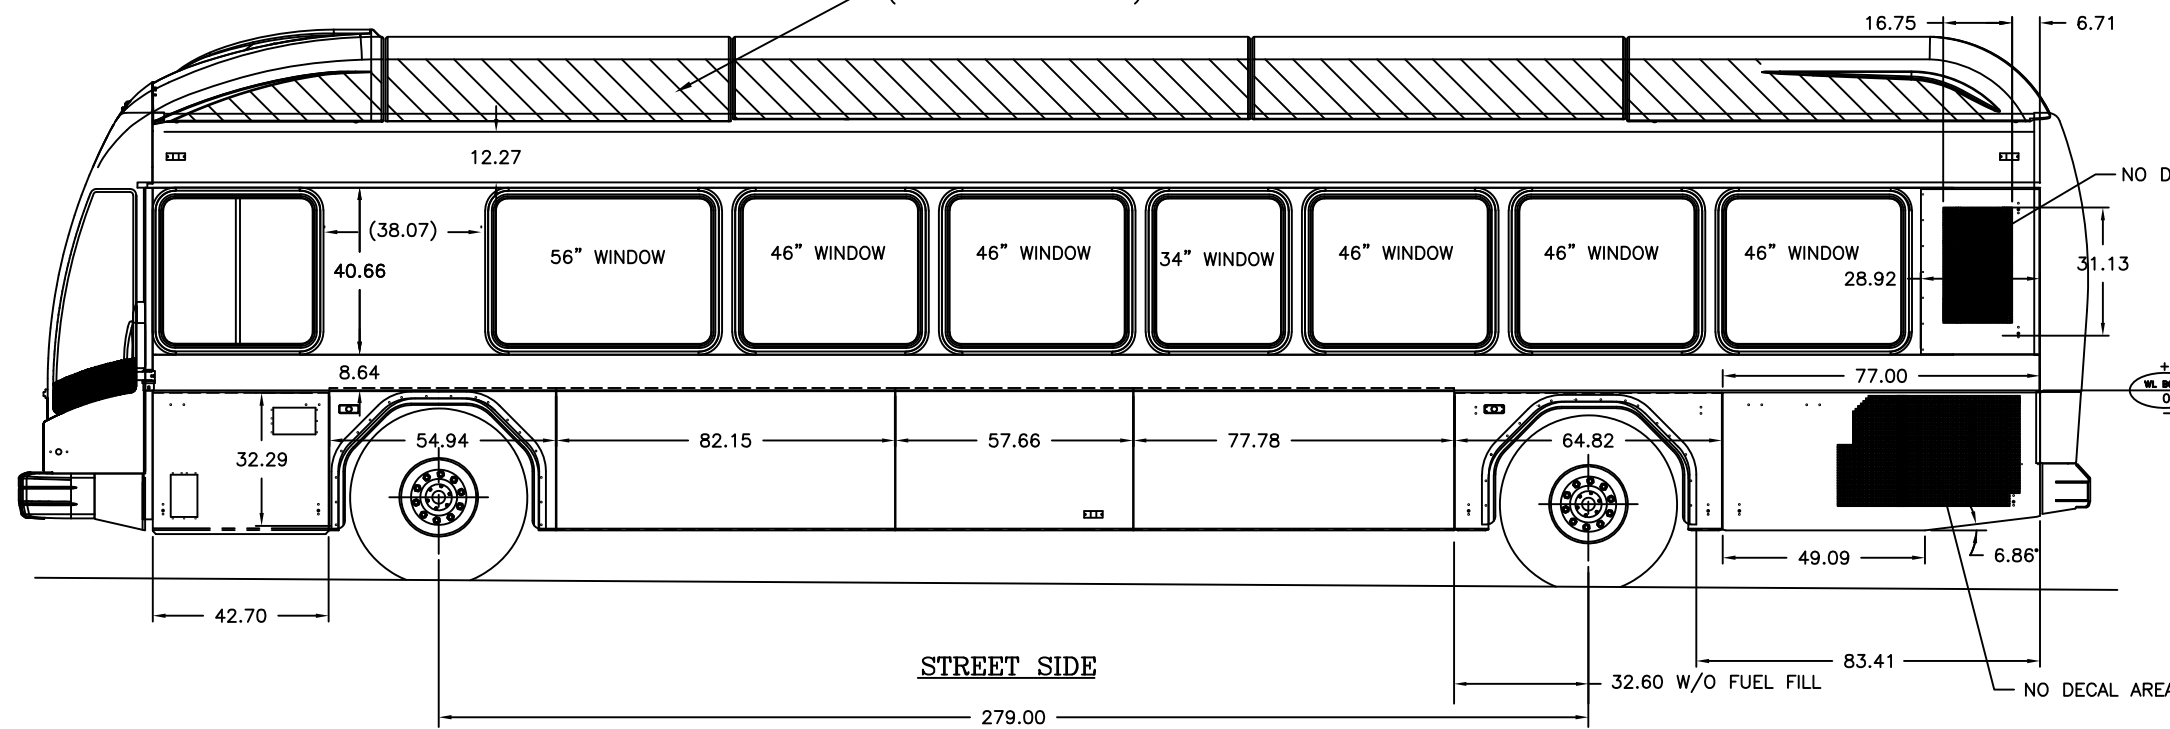 16.75
6.71
12.27
NO D
(38.07)
40.66
56” WINDOW
46” WINDOW
46” WINDOW
34” WINDOW
46” WINDOW
46” WINDOW
46” WINDOW
28.92
31.13
8.64
77.00
WL
54.94
82.15
57.66
77.78
64.82
32.29
49.09
6.86°
42.70
STREET SIDE
83.41
32.60 W/O FUEL FILL
NO DECAL AREA
279.00